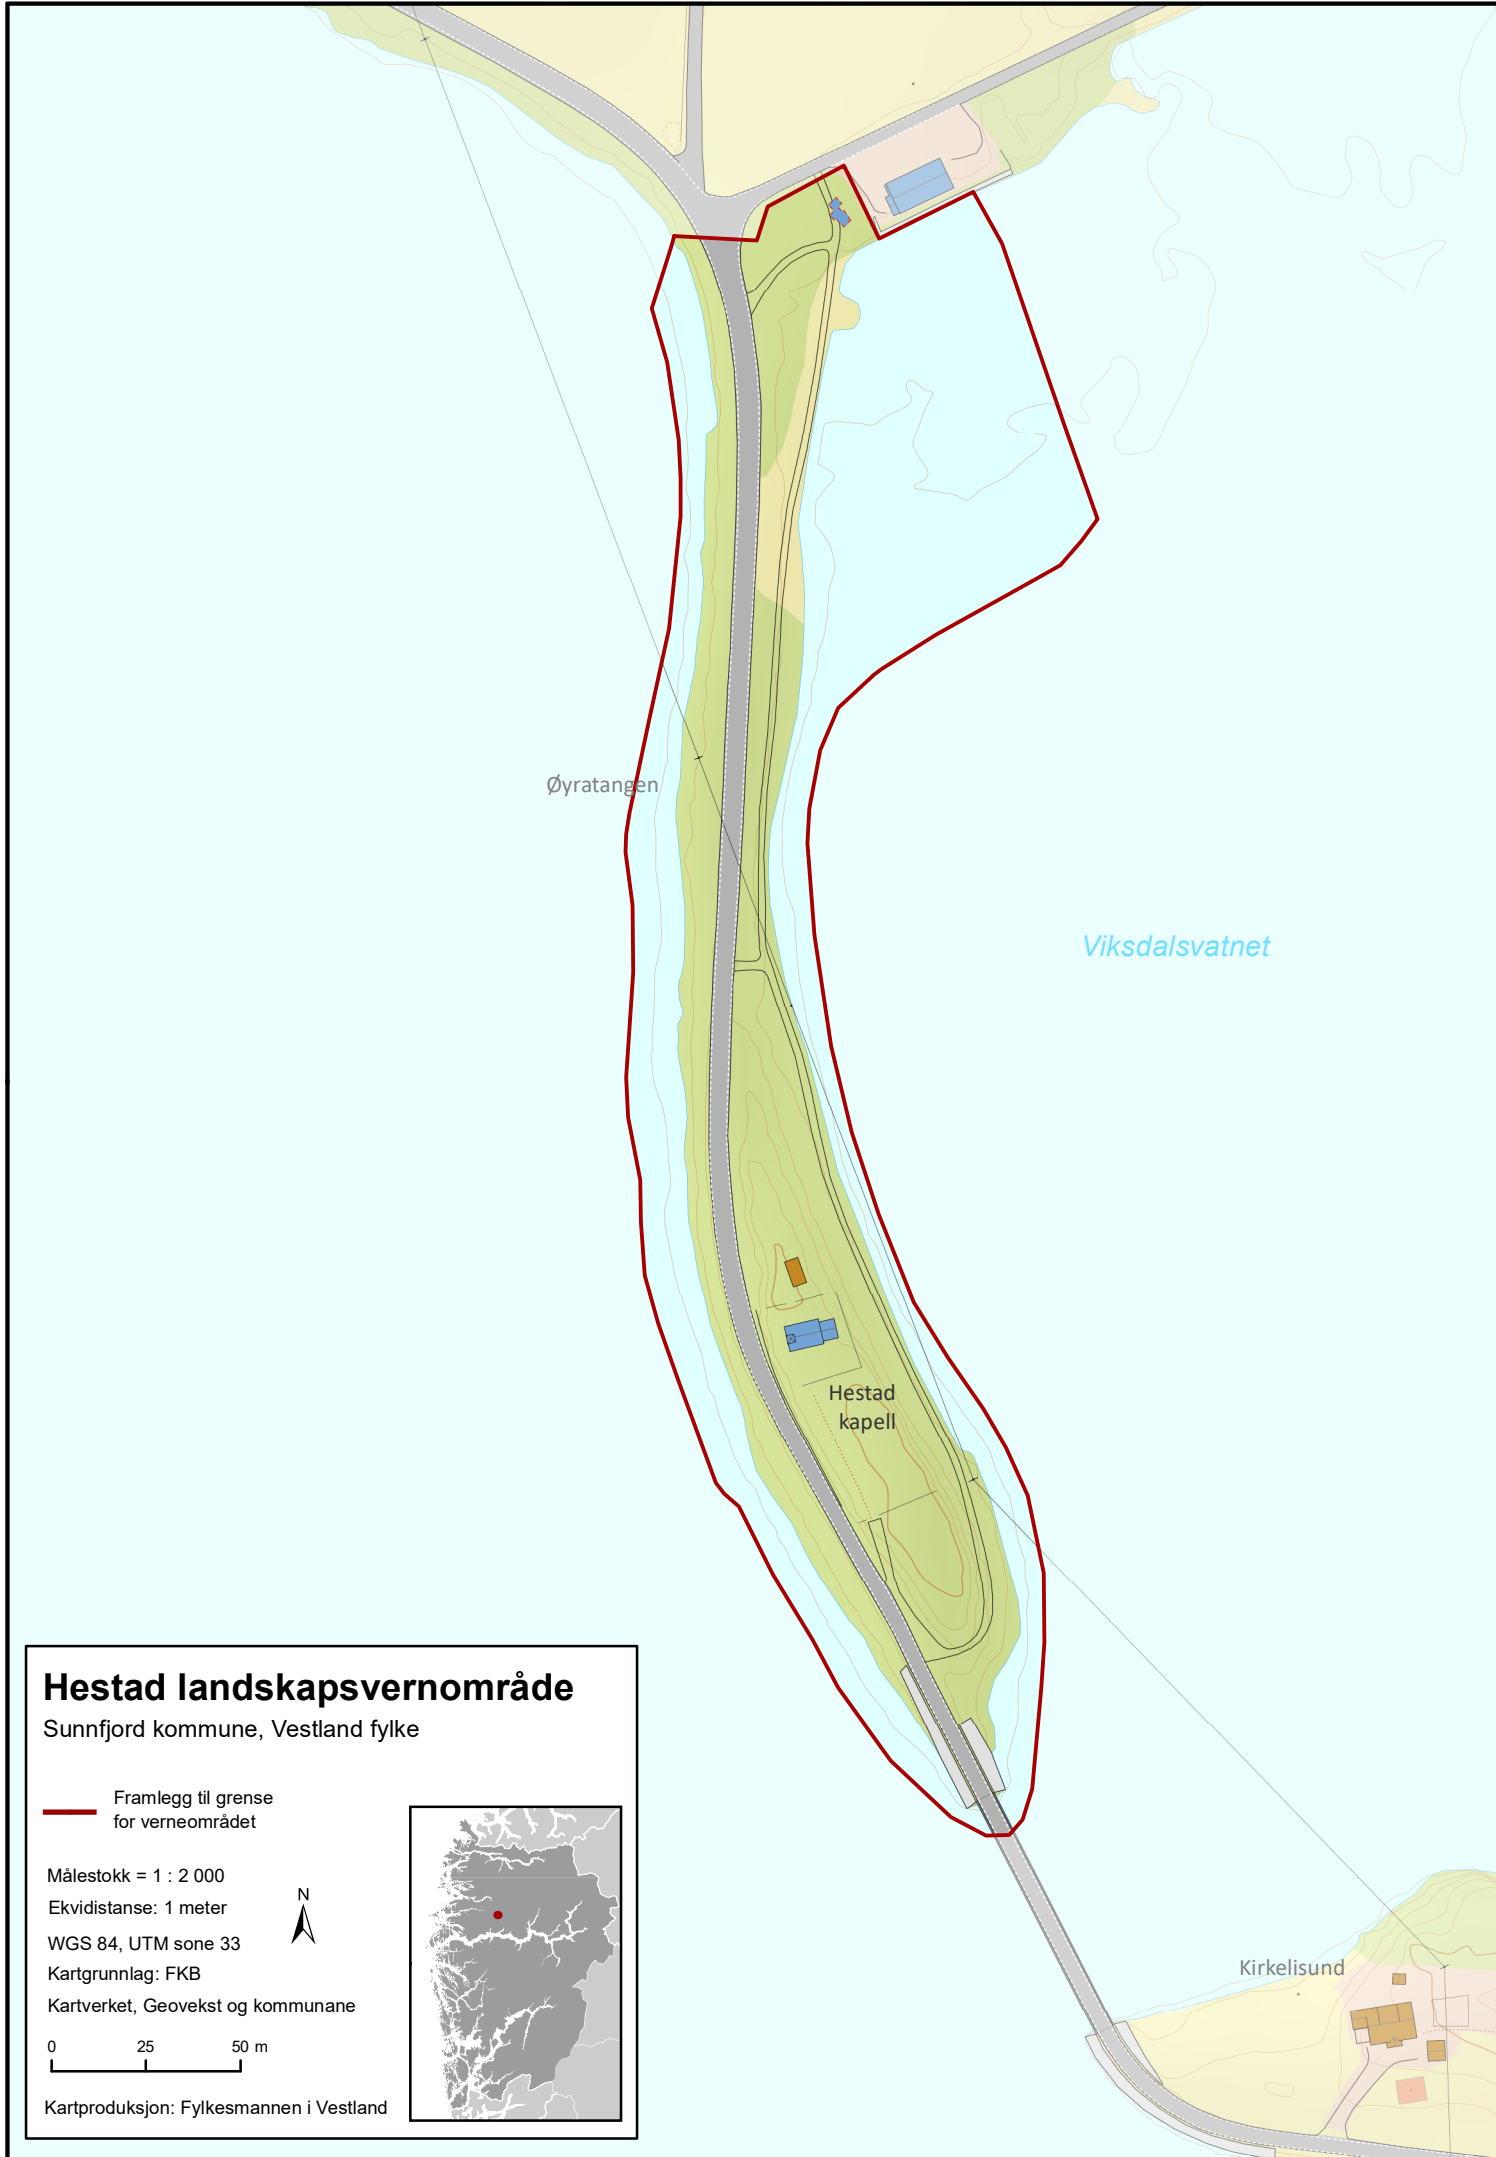 Øyratangen
Viksdalsvatnet
Hestad
kapell
Kirkelisund
Hestad landskapsvernområde
Sunnfjord kommune, Vestland fylke
Framlegg til grense
for verneområdet
Målestokk = 1 : 2 000
Ekvidistanse: 1 meter
WGS 84, UTM sone 33
Kartgrunnlag: FKB
Kartverket, Geovekst og kommunane
N
0 25 50 m
Kartproduksjon: Fylkesmannen i Vestland